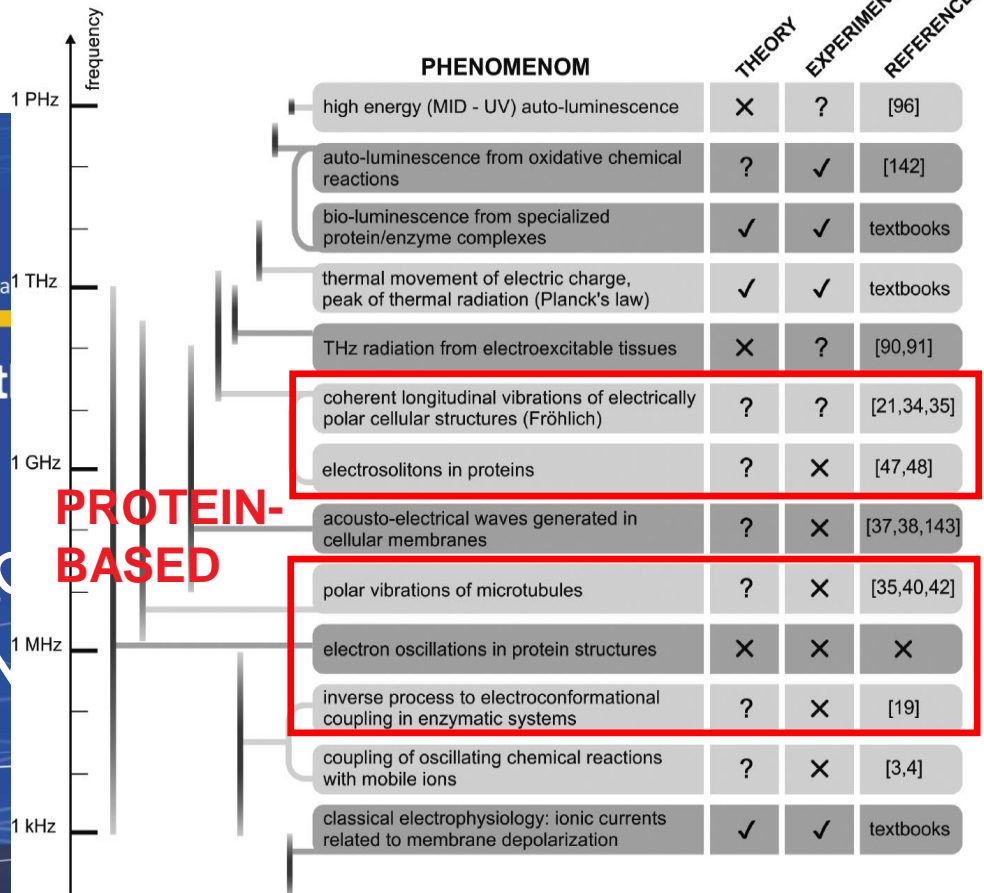 frequency
PHENOMENOM
THEORY
EXPERIMEN
REFERENCE
1 PHz
high energy (MID - UV) auto-luminescence
✕ ? [96]
auto-luminescence from oxidative chemical
reactions
? ✓ [142]
bio-luminescence from specialized
protein/enzyme complexes
✓ ✓ textbooks
a
1 THz
thermal movement of electric charge,
peak of thermal radiation (Planck's law)
✓ ✓ textbooks
THz radiation from electroexcitable tissues
✕ ? [90,91]
t
coherent longitudinal vibrations of electrically
polar cellular structures (Fröhlich)
? ? [21,34,35]
1 GHz
electrosolitons in proteins
? ✕ [47,48]
PROTEIN-
BASED
acousto-electrical waves generated in
cellular membranes
? ✕ [37,38,143]
polar vibrations of microtubules
? ✕ [35,40,42]
1 MHz
electron oscillations in protein structures
✕ ✕ ✕
inverse process to electroconformational
coupling in enzymatic systems
? ✕ [19]
coupling of oscillating chemical reactions
with mobile ions
? ✕ [3,4]
1 kHz
classical electrophysiology: ionic currents
related to membrane depolarization
✓ ✓ textbooks